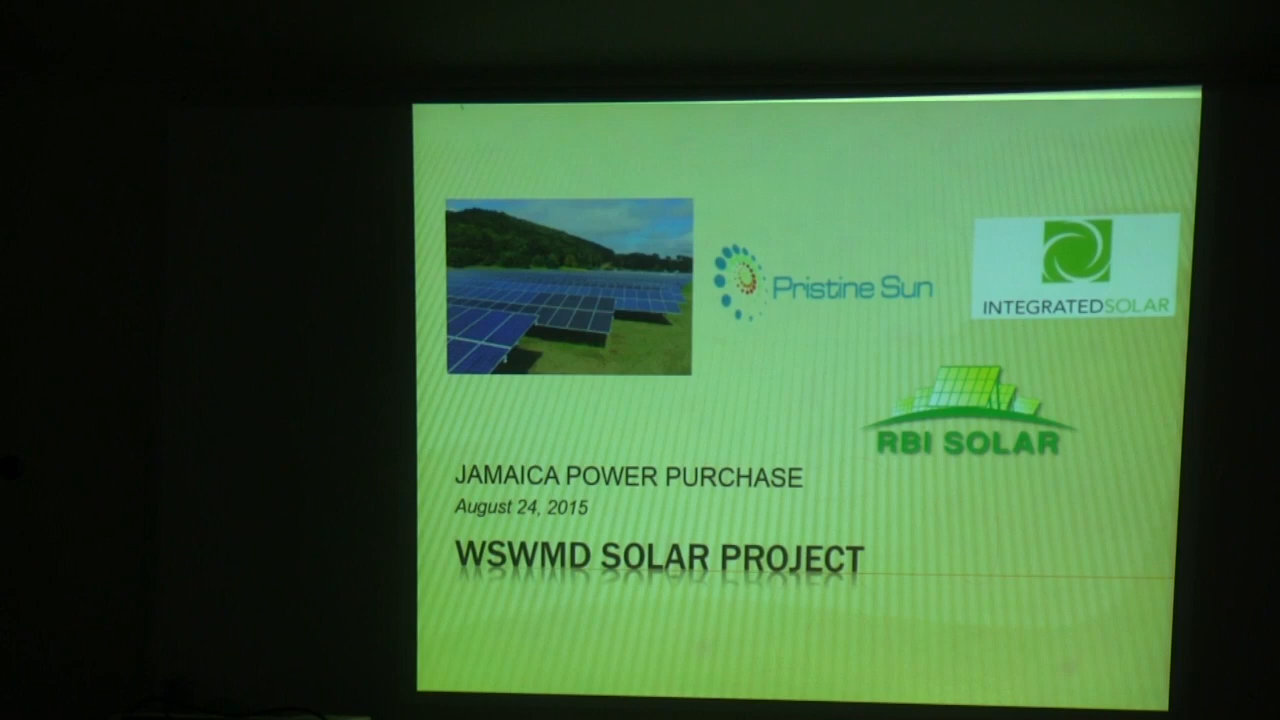 Pristine Sun
INTEGRATEDSOLAR
RBI SOLAR
JAMAICA POWER PURCHASE
August 24, 2015
WSWMD SOLAR PROJECT